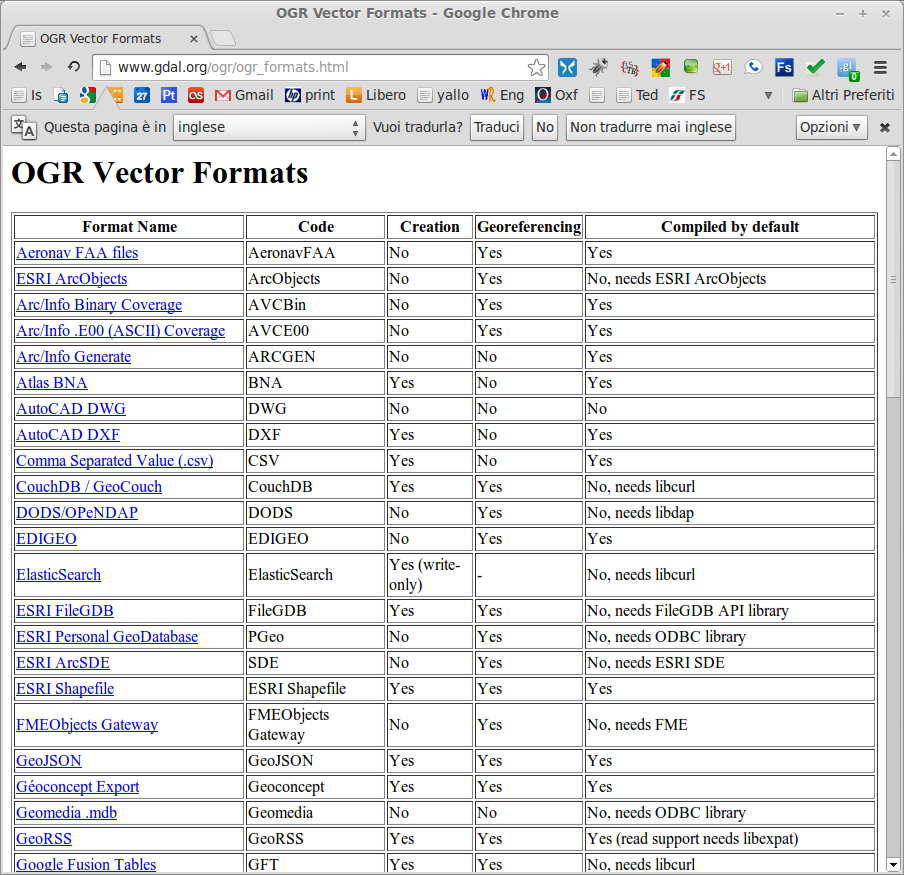 OGR Vector Formats - Google Chrome
OGR Vector Formats
www.gdal.org/ogr/ogr_formats.html
g+1 Fs gl 0
Is 27 Pt OS Gmail hp print L Libero yallo WR Eng Oxf Ted FS Altri Preferiti
文A Questa pagina è in inglese Vuoi tradurla? Traduci No Non tradurre mai inglese Opzioni
OGR Vector Formats
Format Name Code Creation Georeferencing Compiled by default
Aeronav FAA files AeronavFAA No Yes Yes
ESRI ArcObjects ArcObjects No Yes No, needs ESRI ArcObjects
Arc/Info Binary Coverage AVCBin No Yes Yes
Arc/Info .E00 (ASCII) Coverage AVCE00 No Yes Yes
Arc/Info Generate ARCGEN No No Yes
Atlas BNA BNA Yes No Yes
AutoCAD DWG DWG No No No
AutoCAD DXF DXF Yes No Yes
Comma Separated Value (.csv) CSV Yes No Yes
CouchDB / GeoCouch CouchDB Yes Yes No, needs libcurl
DODS/OPeNDAP DODS No Yes No, needs libdap
EDIGEO EDIGEO No Yes Yes
ElasticSearch ElasticSearch Yes (write-
only) - No, needs libcurl
ESRI FileGDB FileGDB Yes Yes No, needs FileGDB API library
ESRI Personal GeoDatabase PGeo No Yes No, needs ODBC library
ESRI ArcSDE SDE No Yes No, needs ESRI SDE
ESRI Shapefile ESRI Shapefile Yes Yes Yes
FMEObjects Gateway FMEObjects
Gateway No Yes No, needs FME
GeoJSON GeoJSON Yes Yes Yes
Géoconcept Export Geoconcept Yes Yes Yes
Geomedia .mdb Geomedia No No No, needs ODBC library
GeoRSS GeoRSS Yes Yes Yes (read support needs libexpat)
Google Fusion Tables GFT Yes Yes No, needs libcurl